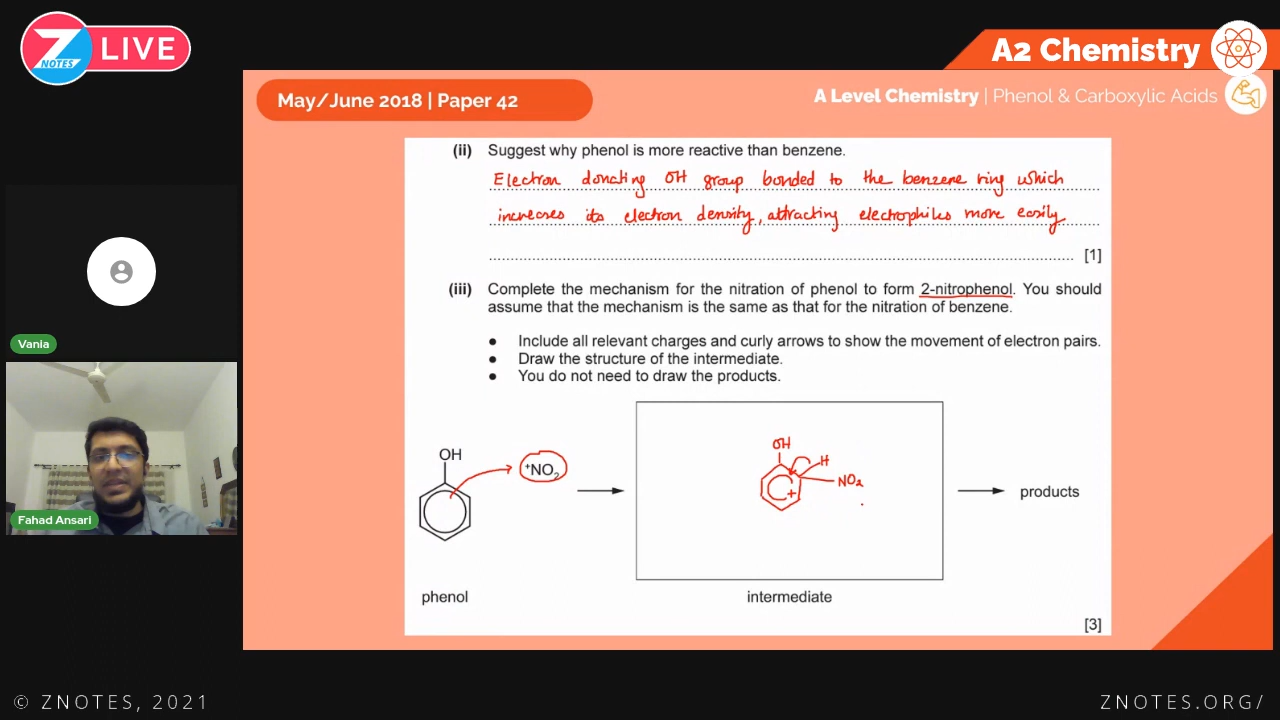 Z NOTES LIVE
A2 Chemistry
May/June 2018 | Paper 42
A Level Chemistry | Phenol & Carboxylic Acids
(ii) Suggest why phenol is more reactive than benzene.
Electron donating OH group bonded to the benzene ring which
increases its electron density, attracting electrophiles more easily
[1]
(iii) Complete the mechanism for the nitration of phenol to form 2-nitrophenol. You should
assume that the mechanism is the same as that for the nitration of benzene.
• Include all relevant charges and curly arrows to show the movement of electron pairs.
• Draw the structure of the intermediate.
• You do not need to draw the products.
Vania
Fahad Ansari
OH
⁺NO₂
OH
H
NO₂
+
products
phenol
intermediate
[3]
© ZNOTES, 2021
ZNOTES.ORG/